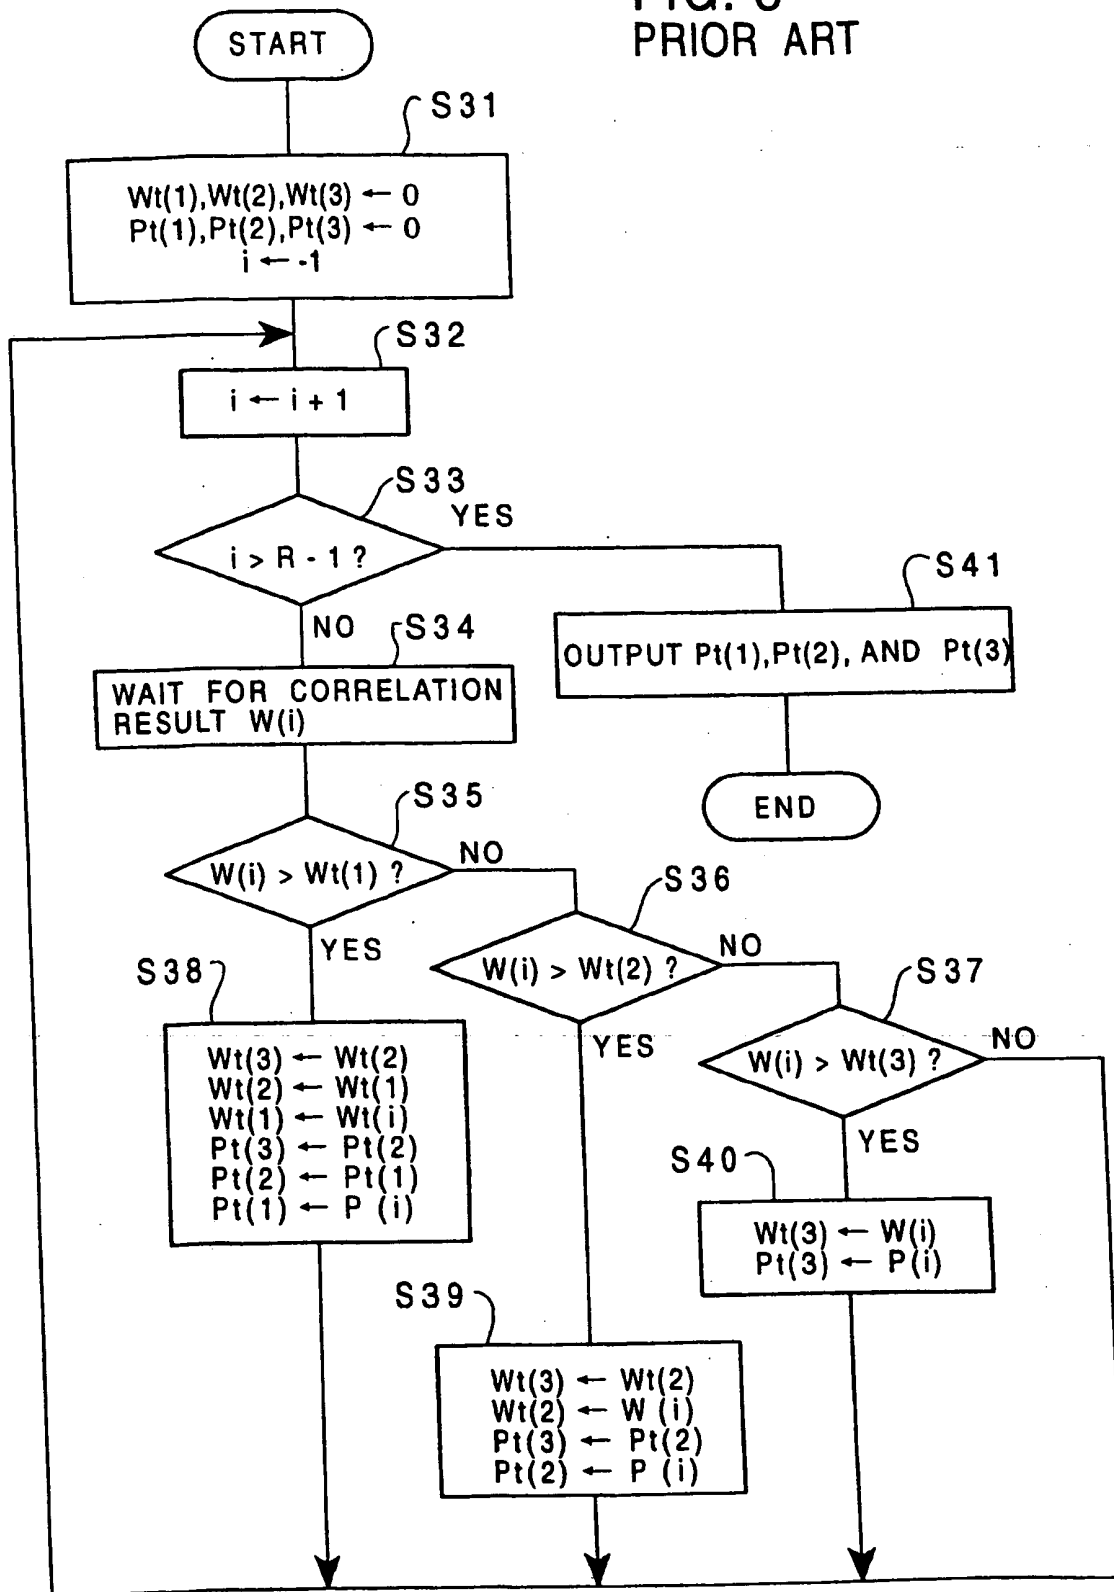 PRIOR ART
START
S31
Wt(1),Wt(2),Wt(3) ← 0
Pt(1),Pt(2),Pt(3) ← 0
i ← -1
S32
i ← i + 1
S33
YES
i > R - 1 ?
NO
S34
WAIT FOR CORRELATION
RESULT W(i)
S41
OUTPUT Pt(1),Pt(2), AND Pt(3)
END
S35
W(i) > Wt(1) ?
NO
YES
S36
W(i) > Wt(2) ?
NO
YES
S37
W(i) > Wt(3) ?
NO
YES
S38
Wt(3) ← Wt(2)
Wt(2) ← Wt(1)
Wt(1) ← Wt(i)
Pt(3) ← Pt(2)
Pt(2) ← Pt(1)
Pt(1) ← P (i)
S40
Wt(3) ← W(i)
Pt(3) ← P(i)
S39
Wt(3) ← Wt(2)
Wt(2) ← W (i)
Pt(3) ← Pt(2)
Pt(2) ← P (i)